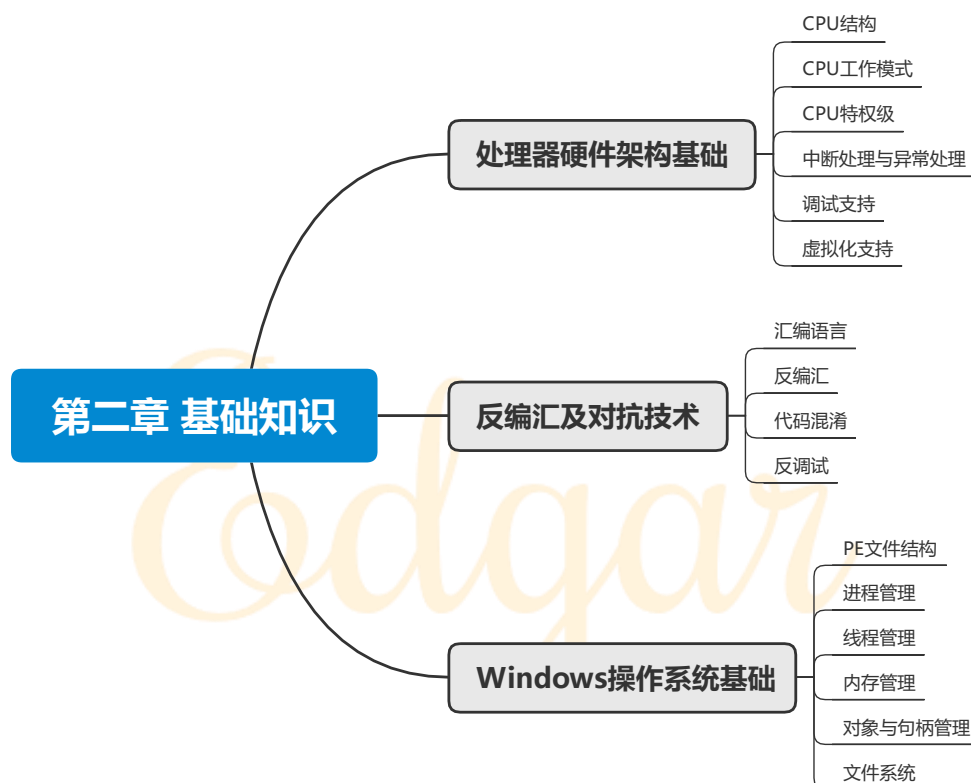 第二章 基础知识
处理器硬件架构基础
CPU结构
CPU工作模式
CPU特权级
中断处理与异常处理
调试支持
虚拟化支持
反编汇及对抗技术
汇编语言
反编汇
代码混淆
反调试
Windows操作系统基础
PE文件结构
进程管理
线程管理
内存管理
对象与句柄管理
文件系统
Edgar